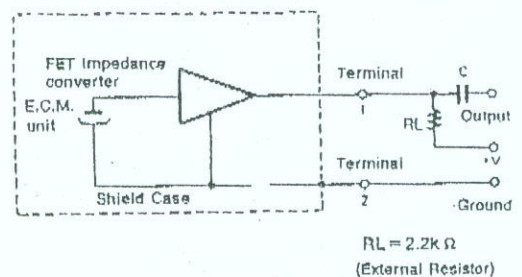 FET Impedance
converter
E.C.M.
unit
Shield Case
Terminal
1
C
Output
RL
+V
Terminal
2
Ground
RL = 2.2k Ω
(External Resistor)